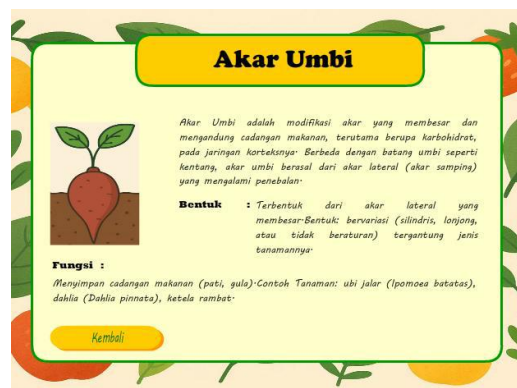 Akar Umbi
Akar Umbi adalah modifikasi akar yang membesar dan
mengandung cadangan makanan, terutama berupa karbohidrat,
pada jaringan korteksnya. Berbeda dengan batang umbi seperti
kentang, akar umbi berasal dari akar lateral (akar samping)
yang mengalami penebalan.
Bentuk : Terbentuk dari akar lateral yang
membesar.Bentuk: bervariasi (silindris, lonjong,
atau tidak beraturan) tergantung jenis
tanamannya.
Fungsi :
Menyimpan cadangan makanan (pati, gula).Contoh Tanaman: ubi jalar (Ipomoea batatas),
dahlia (Dahlia pinnata), ketela rambat.
Kembali